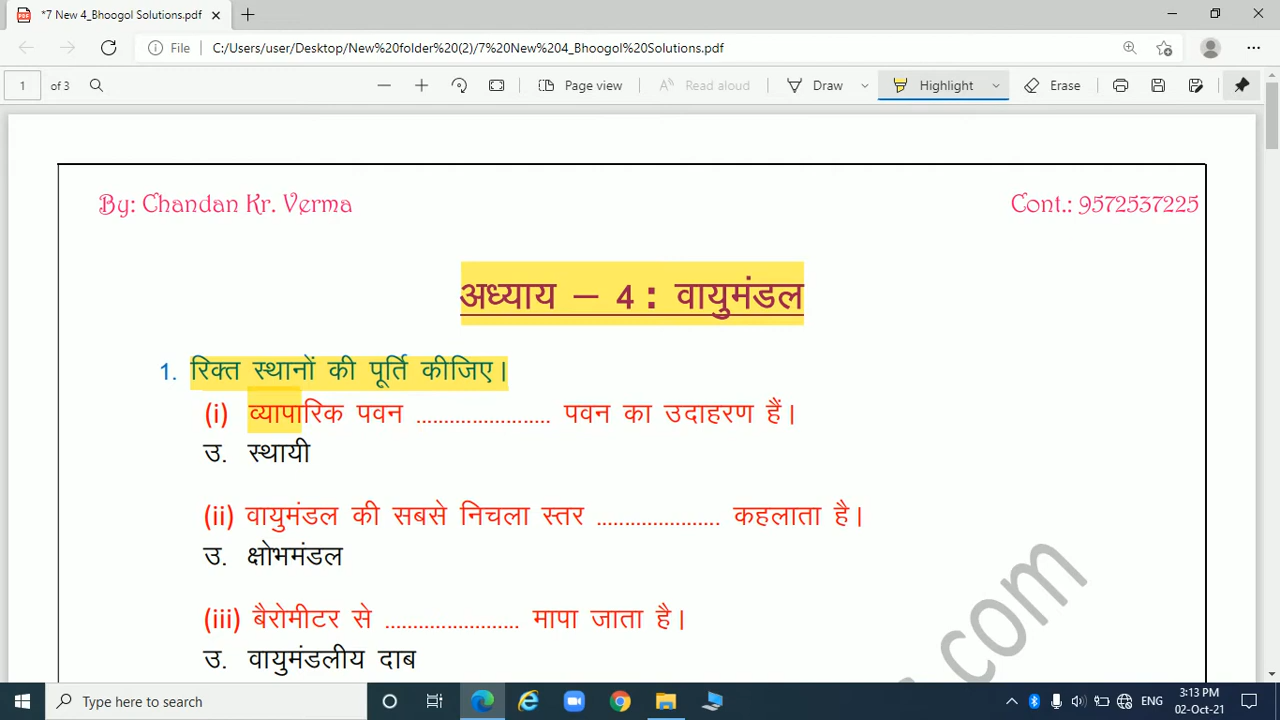 *7 New 4_Bhoogol Solutions.pdf
File C:/Users/user/Desktop/New%20folder%20(2)/7%20New%204_Bhoogol%20Solutions.pdf
1 of 3 Page view Read aloud Draw Highlight Erase
By: Chandan Kr. Verma Cont.: 9572537225
अध्याय – 4 : वायुमंडल
1. रिक्त स्थानों की पूर्ति कीजिए।
(i) व्यापारिक पवन ........................ पवन का उदाहरण हैं।
उ. स्थायी
(ii) वायुमंडल की सबसे निचला स्तर ...................... कहलाता है।
उ. क्षोभमंडल
(iii) बैरोमीटर से ........................ मापा जाता है।
उ. वायुमंडलीय दाब
com
Type here to search
ENG
3:13 PM
02-Oct-21